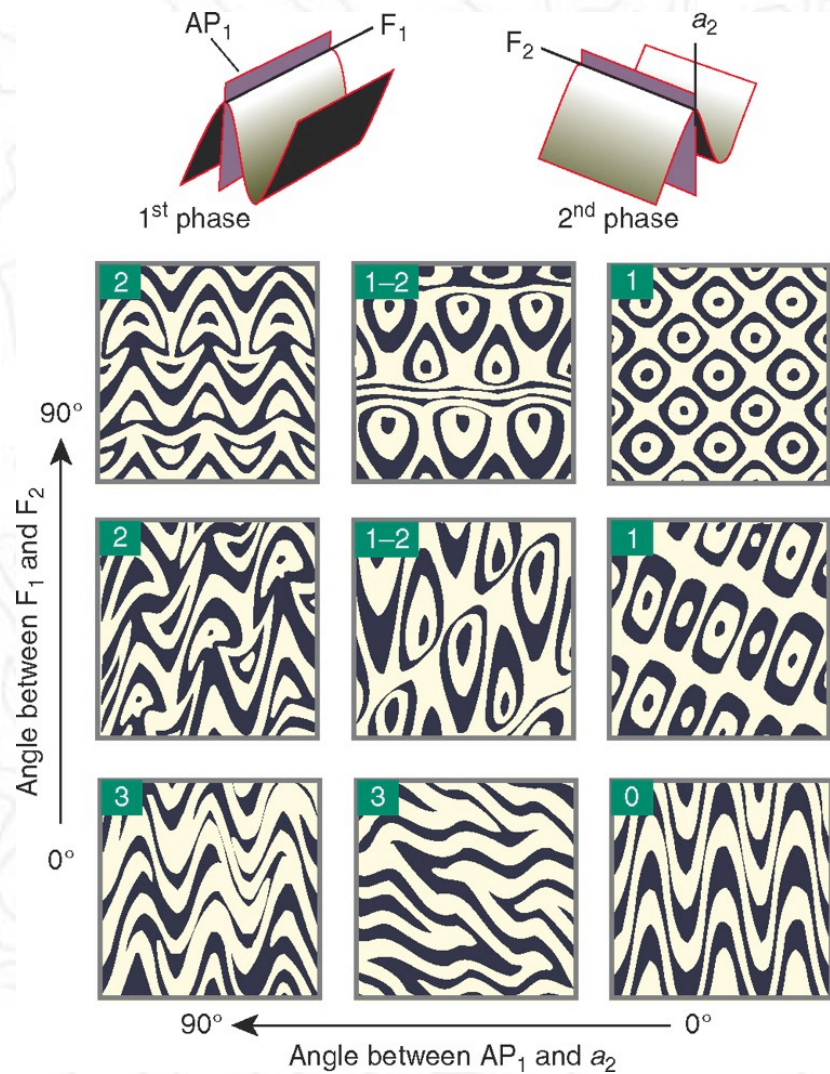 AP₁
F₁
F₂
a₂
1ˢᵗ phase
2ⁿᵈ phase
2
1–2
1
90°
2
1–2
1
Angle between F₁ and F₂
3
3
0
0°
90°
0°
Angle between AP₁ and a₂